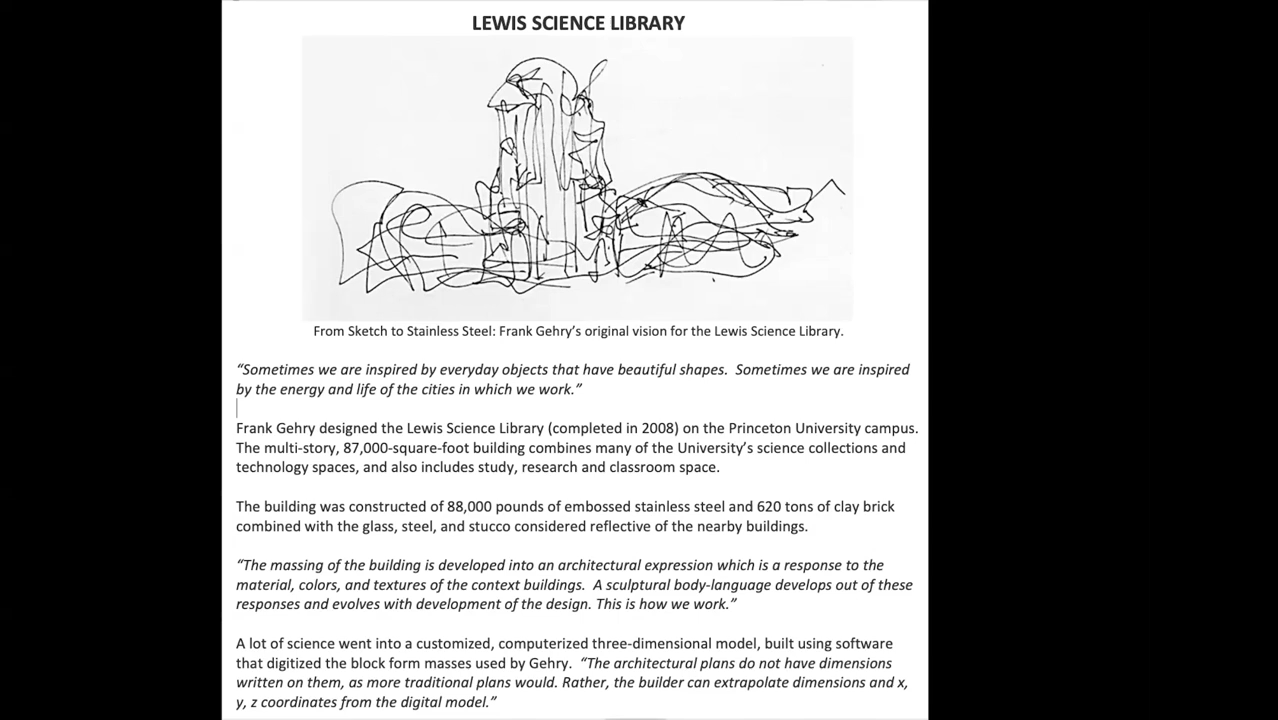 LEWIS SCIENCE LIBRARY
From Sketch to Stainless Steel: Frank Gehry’s original vision for the Lewis Science Library.
“Sometimes we are inspired by everyday objects that have beautiful shapes.  Sometimes we are inspired
by the energy and life of the cities in which we work.”
Frank Gehry designed the Lewis Science Library (completed in 2008) on the Princeton University campus.
The multi-story, 87,000-square-foot building combines many of the University’s science collections and
technology spaces, and also includes study, research and classroom space.
The building was constructed of 88,000 pounds of embossed stainless steel and 620 tons of clay brick
combined with the glass, steel, and stucco considered reflective of the nearby buildings.
“The massing of the building is developed into an architectural expression which is a response to the
material, colors, and textures of the context buildings.  A sculptural body-language develops out of these
responses and evolves with development of the design. This is how we work.”
A lot of science went into a customized, computerized three-dimensional model, built using software
that digitized the block form masses used by Gehry.  “The architectural plans do not have dimensions
written on them, as more traditional plans would. Rather, the builder can extrapolate dimensions and x,
y, z coordinates from the digital model.”